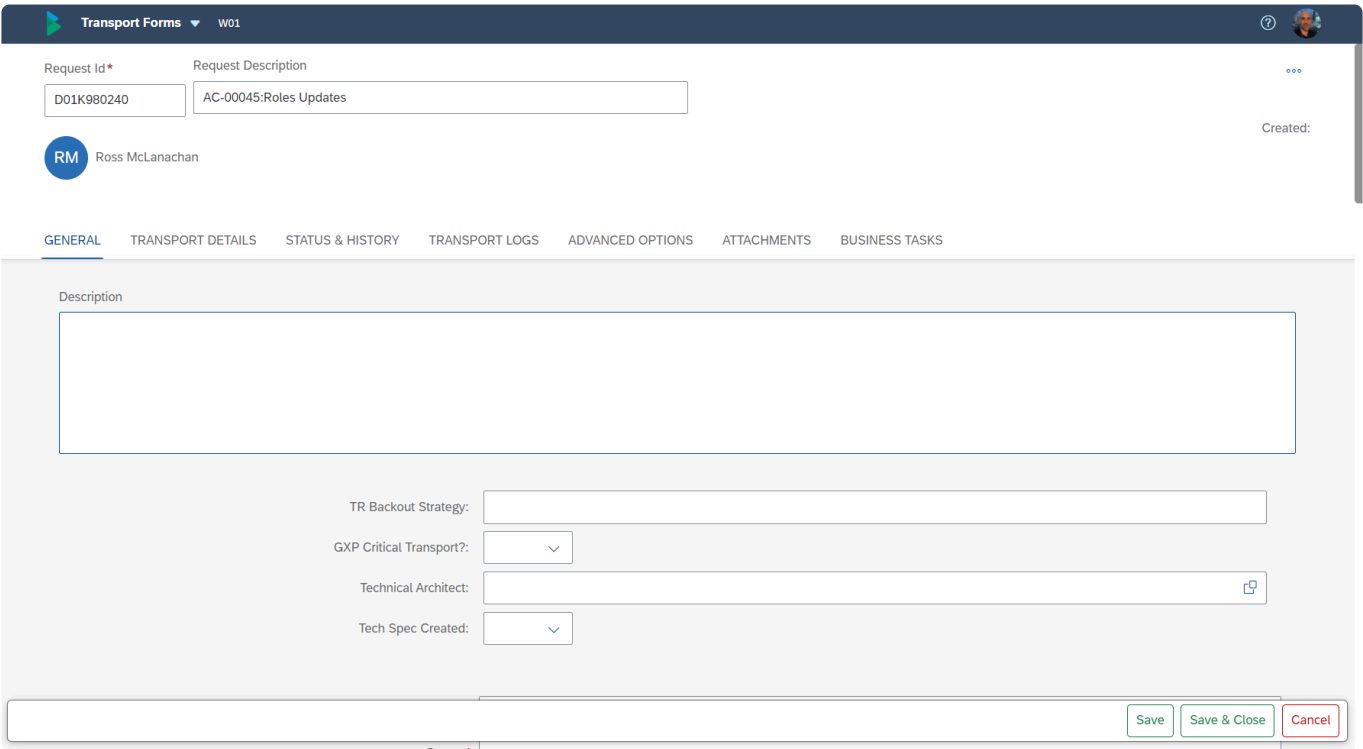 Transport Forms W01
Request Id*
Request Description
D01K980240
AC-00045:Roles Updates
Created:
RM Ross McLanachan
GENERAL TRANSPORT DETAILS STATUS & HISTORY TRANSPORT LOGS ADVANCED OPTIONS ATTACHMENTS BUSINESS TASKS
Description
TR Backout Strategy:
GXP Critical Transport?:
Technical Architect:
Tech Spec Created:
Save Save & Close Cancel